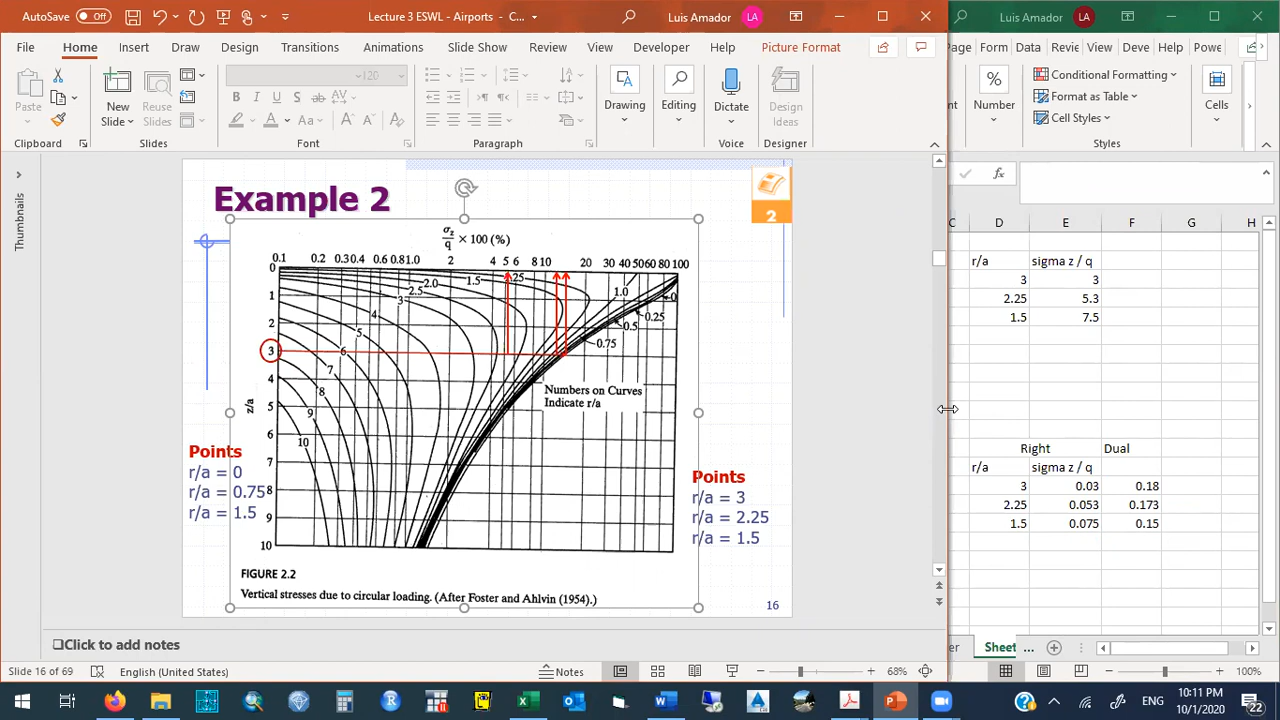 AutoSave Off Lecture 3 ESWL - Airports - C... Luis Amador LA
File Home Insert Draw Design Transitions Animations Slide Show Review View Developer Help Picture Format
Paste New Slide Reuse Slides 120 Drawing Editing Dictate Design Ideas
Clipboard Slides Font Paragraph Voice Designer
Thumbnails
Example 2
2
σz/q × 100 (%)
0.1 0.2 0.3 0.4 0.6 0.8 1.0 2 4 5 6 8 10 20 30 40 50 60 80 100
0
1
2
3
4
5
6
7
8
9
10
z/a
2.5 2.0 1.5 1.25 1.0 0
3 0.25
4 0.5
5 0.75
6
7
8
9
10
Numbers on Curves
Indicate r/a
Points
r/a = 0
r/a = 0.75
r/a = 1.5
Points
r/a = 3
r/a = 2.25
r/a = 1.5
FIGURE 2.2
Vertical stresses due to circular loading. (After Foster and Ahlvin (1954).)
16
Click to add notes
Slide 16 of 69 English (United States) Notes 68%
Luis Amador LA
Page Form Data Revie View Deve Help Powe
Number Conditional Formatting Format as Table Cell Styles Cells
Styles
fx
C D E F G H
r/a sigma z / q
3 3
2.25 5.3
1.5 7.5
Right Dual
r/a sigma z / q
3 0.03 0.18
2.25 0.053 0.173
1.5 0.075 0.15
er Sheet ...
100%
ENG 10:11 PM 10/1/2020 22